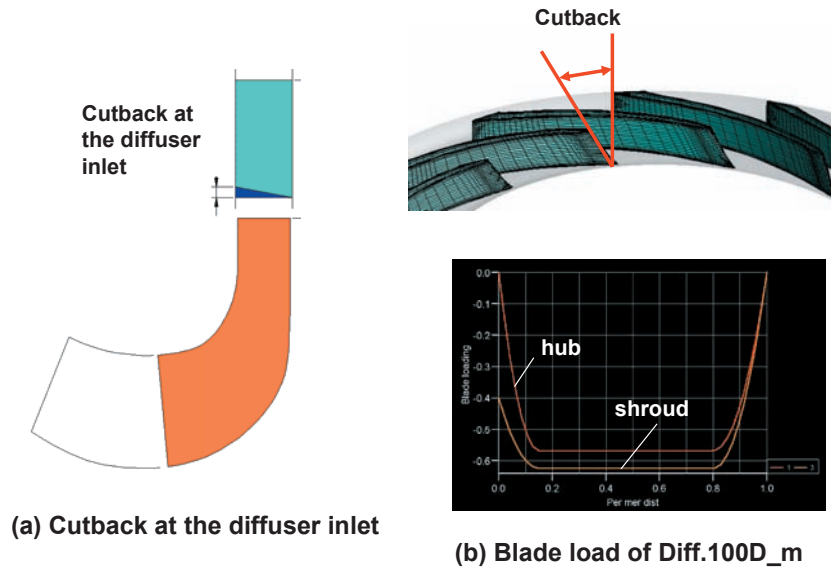 Cutback
Cutback at
the diffuser
inlet
0.0
-0.1
-0.2
-0.3
-0.4
-0.5
-0.6
Blade loading
hub
shroud
1
3
0.0
0.2
0.4
0.6
0.8
1.0
Per mer dist
(a) Cutback at the diffuser inlet
(b) Blade load of Diff.100D_m